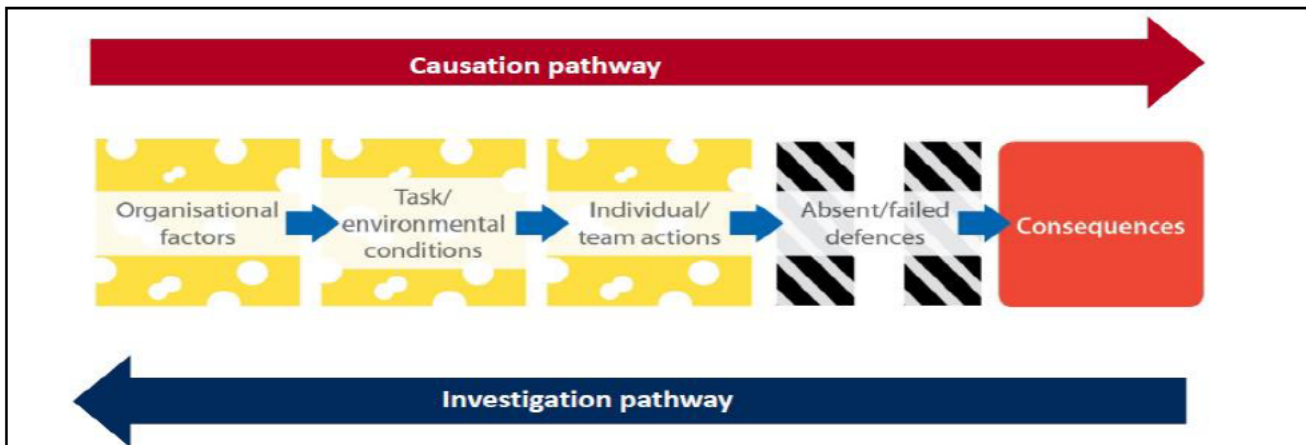 Causation pathway
Organisational
factors
Task/
environmental
conditions
Individual/
team actions
Absent/failed
defences
Consequences
Investigation pathway